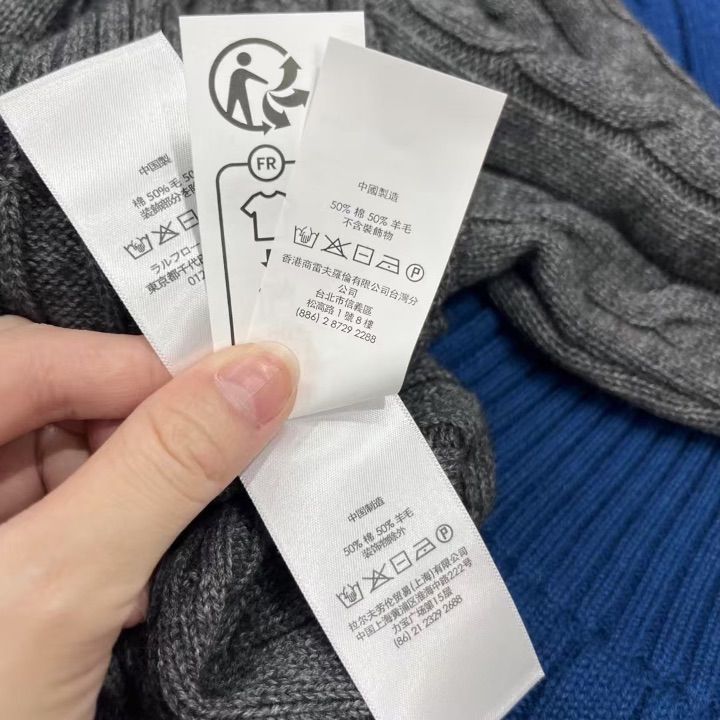 中国製
棉 50% 毛 50
装飾部分を除
ラルフロー
東京都千代
017
FR
中國製造
50% 棉 50% 羊毛
不含裝飾物
P
香港商雷夫羅倫有限公司台灣分
公司
台北市信義區
松高路 1 號 8 樓
(886) 2 8729 2288
中国制造
50% 棉 50% 羊毛
装饰物除外
P
拉尔夫劳伦贸易(上海)有限公司
中国上海黄浦区淮海中路222号
力宝广场第15层
(86) 21 2329 2688